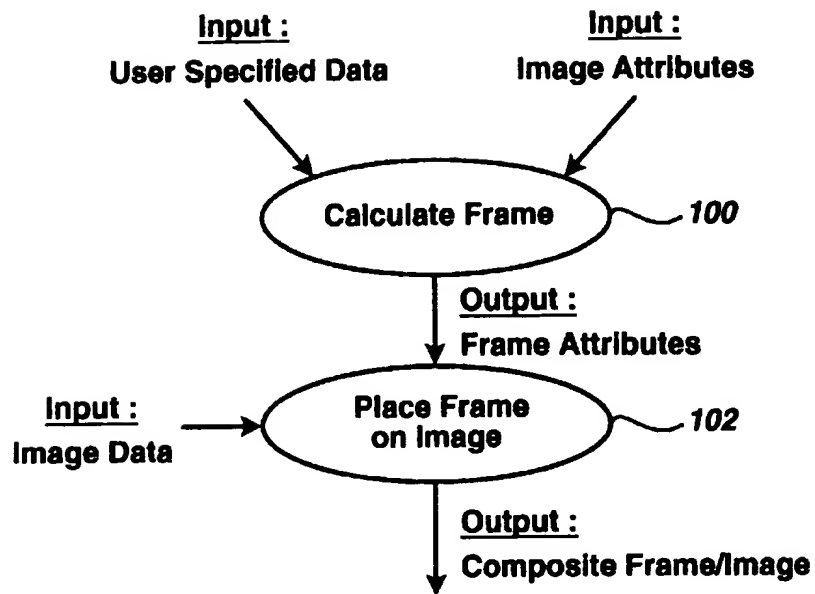 Input :
User Specified Data
Input :
Image Attributes
Calculate Frame
100
Output :
Frame Attributes
Input :
Image Data
Place Frame
on Image
102
Output :
Composite Frame/Image